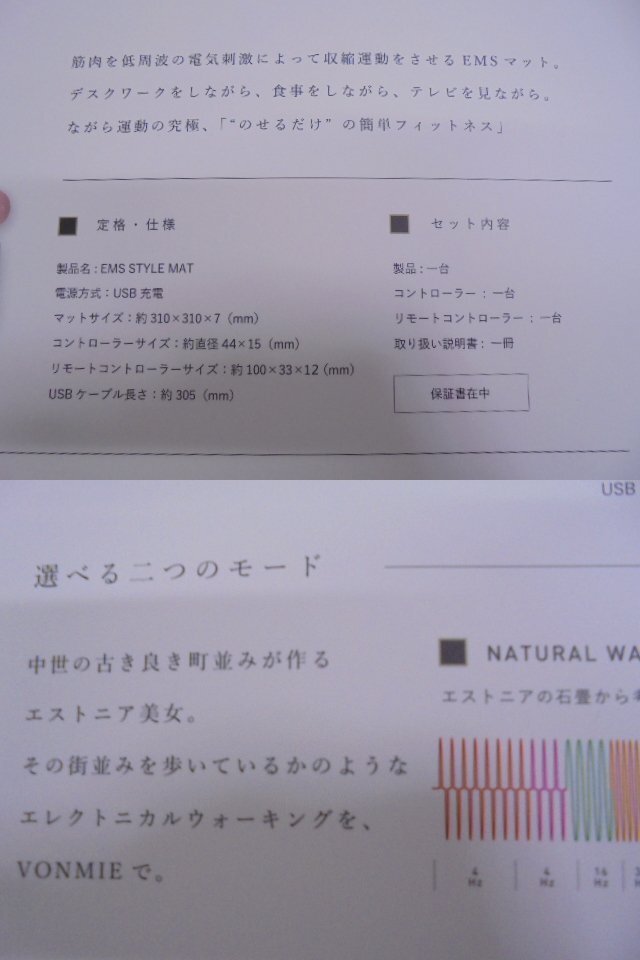 筋肉を低周波の電気刺激によって収縮運動をさせるEMSマット。
デスクワークをしながら、食事をしながら、テレビを見ながら。
ながら運動の究極、「“のせるだけ” の簡単フィットネス」
定格・仕様
製品名：EMS STYLE MAT
電源方式：USB 充電
マットサイズ：約310×310×7（mm）
コントローラーサイズ：約直径44×15（mm）
リモートコントローラーサイズ：約100×33×12（mm）
USBケーブル長さ：約305（mm）
セット内容
製品：一台
コントローラー：一台
リモートコントローラー：一台
取り扱い説明書：一冊
保証書在中
USB
選べる二つのモード
中世の古き良き町並みが作る
エストニア美女。
その街並みを歩いているかのような
エレクトニカルウォーキングを、
VONMIEで。
NATURAL WA
エストニアの石畳から
4 Hz 4 Hz 16 Hz